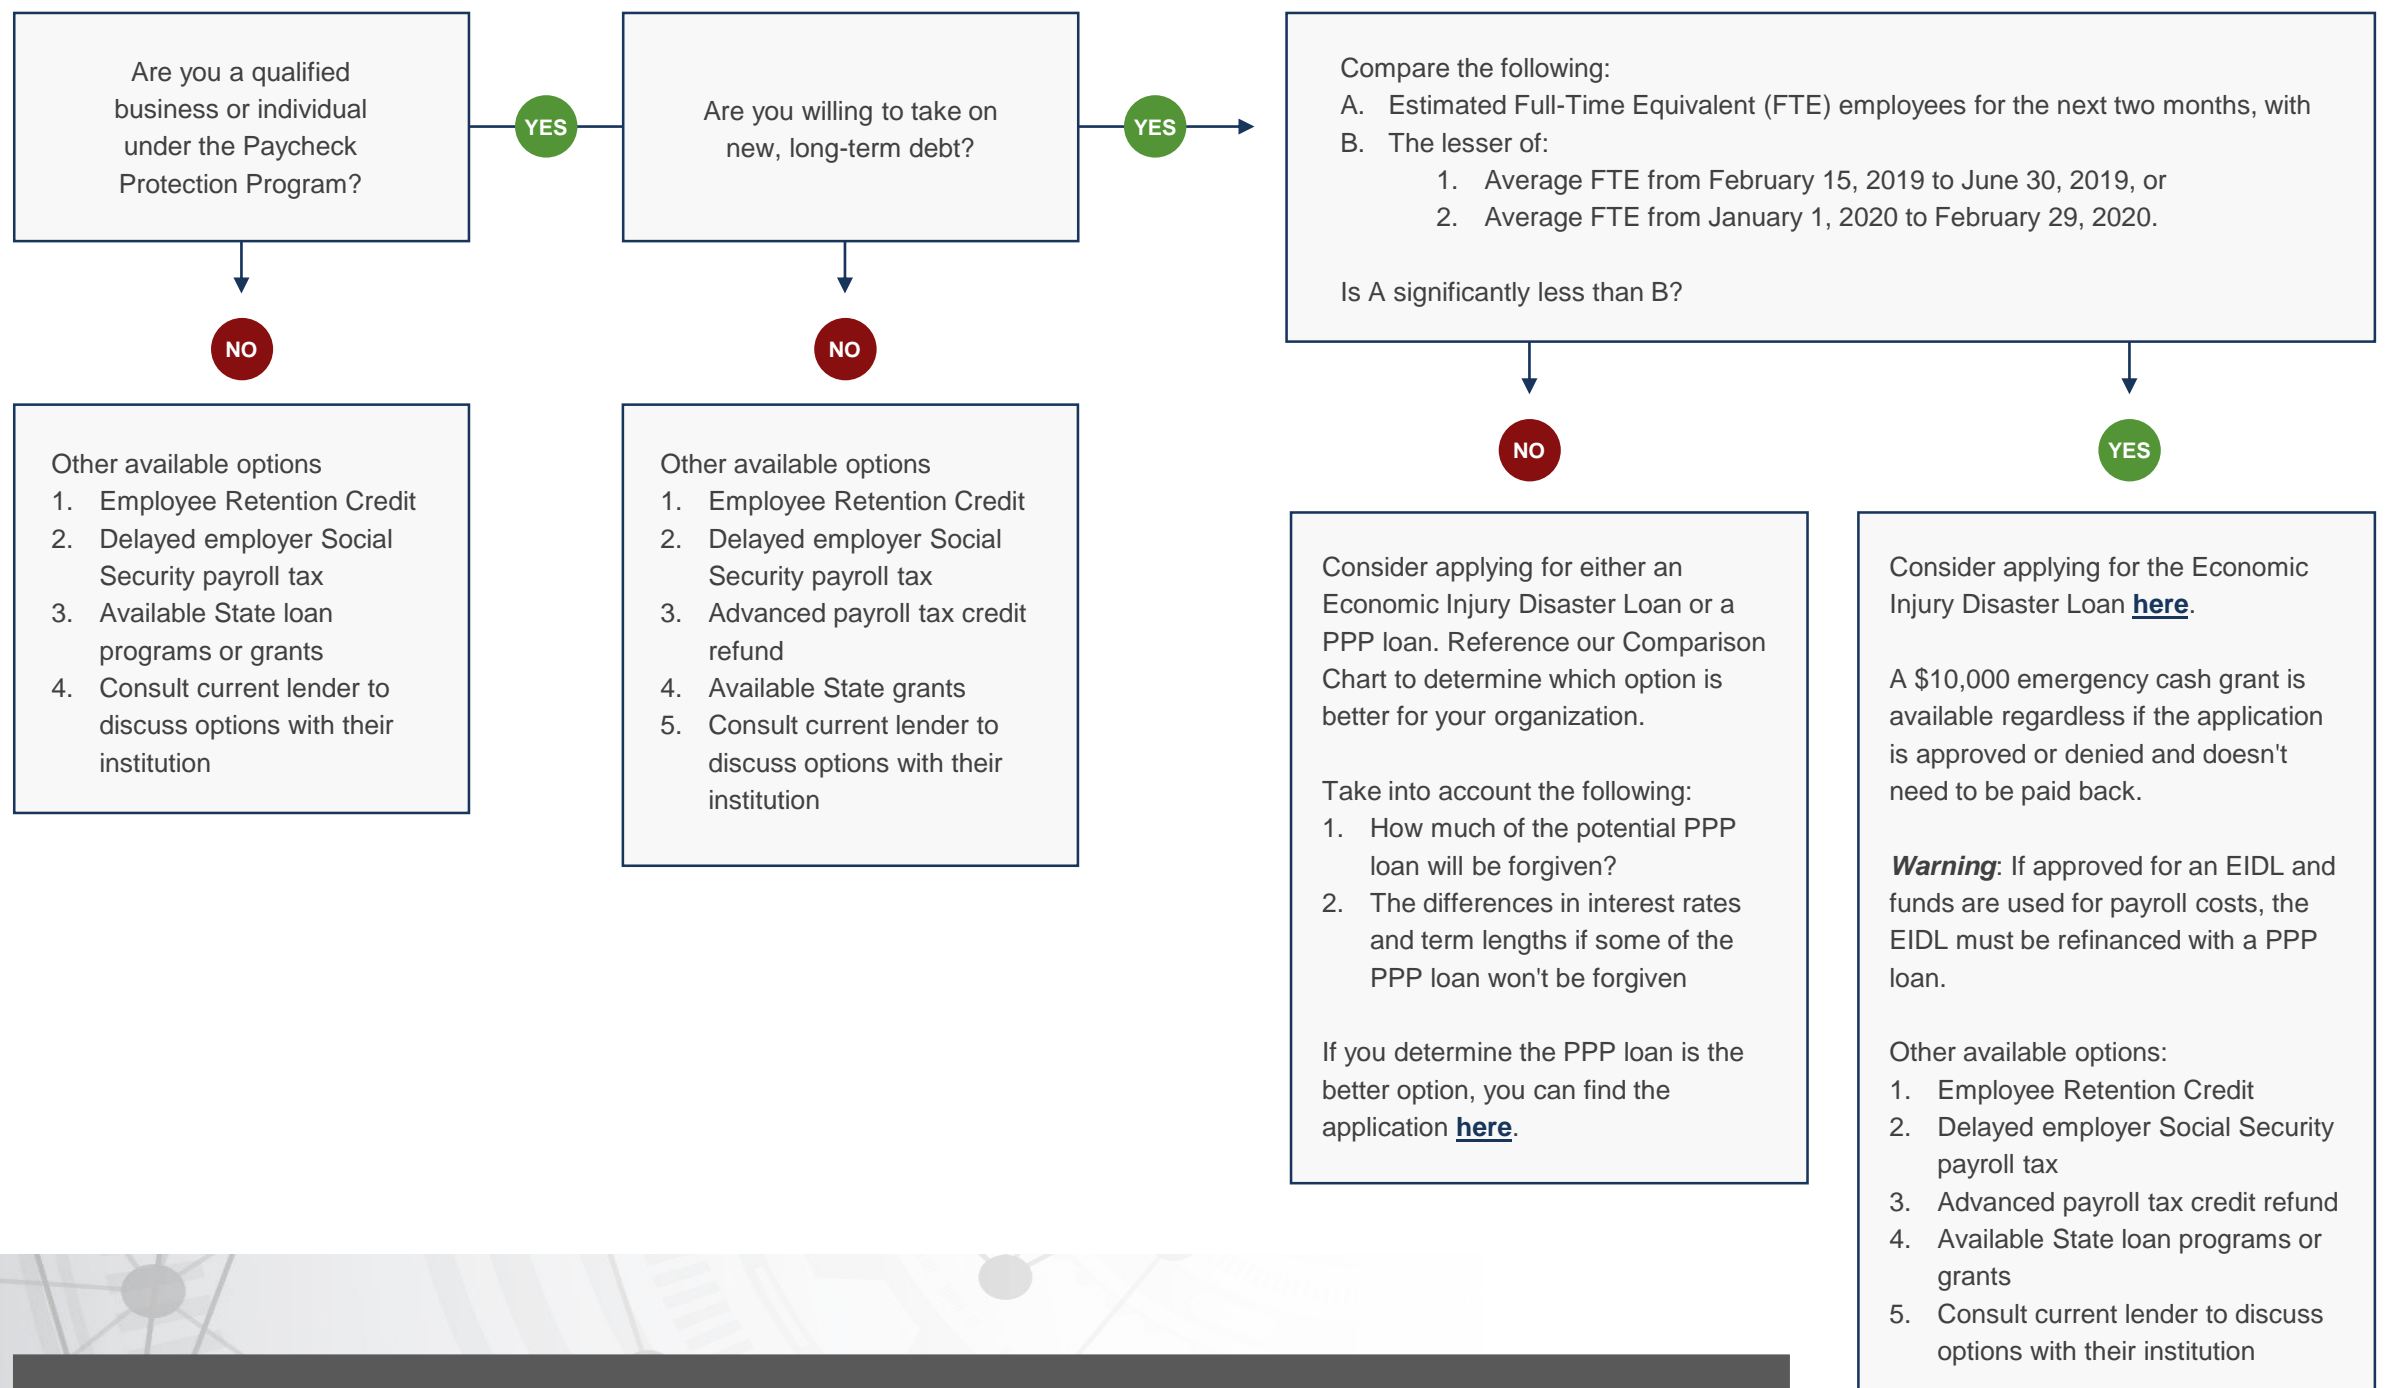 Are you a qualified
business or individual
under the Paycheck
Protection Program?
YES
Are you willing to take on
new, long-term debt?
YES
Compare the following:
A. Estimated Full-Time Equivalent (FTE) employees for the next two months, with
B. The lesser of:
1. Average FTE from February 15, 2019 to June 30, 2019, or
2. Average FTE from January 1, 2020 to February 29, 2020.
Is A significantly less than B?
NO
Other available options
1. Employee Retention Credit
2. Delayed employer Social
Security payroll tax
3. Available State loan
programs or grants
4. Consult current lender to
discuss options with their
institution
NO
Other available options
1. Employee Retention Credit
2. Delayed employer Social
Security payroll tax
3. Advanced payroll tax credit
refund
4. Available State grants
5. Consult current lender to
discuss options with their
institution
NO
Consider applying for either an
Economic Injury Disaster Loan or a
PPP loan. Reference our Comparison
Chart to determine which option is
better for your organization.
Take into account the following:
1. How much of the potential PPP
loan will be forgiven?
2. The differences in interest rates
and term lengths if some of the
PPP loan won't be forgiven
If you determine the PPP loan is the
better option, you can find the
application here.
YES
Consider applying for the Economic
Injury Disaster Loan here.
A $10,000 emergency cash grant is
available regardless if the application
is approved or denied and doesn't
need to be paid back.
Warning: If approved for an EIDL and
funds are used for payroll costs, the
EIDL must be refinanced with a PPP
loan.
Other available options:
1. Employee Retention Credit
2. Delayed employer Social Security
payroll tax
3. Advanced payroll tax credit refund
4. Available State loan programs or
grants
5. Consult current lender to discuss
options with their institution